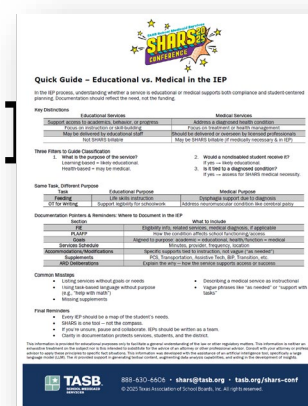 SHARS 2025
CONFERENCE
Quick Guide – Educational vs. Medical in the IEP
In the IEP process, understanding whether a service is educational or medical supports both compliance and student-centered
planning. Documentation should reflect the need, not the funding.
Key Distinctions
Educational Services Medical Services
Support access to academics, behavior, or progress Address a diagnosed health condition
Focus on instruction or skill-building Focus on treatment or health management
May be delivered by educational staff Should be delivered or overseen by licensed professionals
Not SHARS billable May be SHARS billable (if medically necessary & in IEP)
Three Filters to Guide Classification
1. What is the purpose of the service?
Learning-based = likely educational.
Health-based = may be medical.
2. Would a nondisabled student receive it?
If yes → likely educational.
3. Is it tied to a diagnosed condition?
If yes → assess for SHARS medical necessity.
Same Task, Different Purpose
Task Educational Purpose Medical Purpose
Feeding Life skills instruction Dysphagia support due to diagnosis
OT for Writing Support legibility for schoolwork Address neuromuscular condition like cerebral palsy
Documentation Pointers & Reminders: Where to Document in the IEP
Section What to Include
FIE Eligibility info, related services, medical diagnosis, if applicable
PLAAFP How the condition affects school functioning/access
Goals Aligned to purpose: academic = educational; health/function = medical
Services Schedule Minutes, provider, frequency, location
Accommodations/Modifications Specific supports tied to instruction, not vague ("as needed")
Supplements PCS, Transportation, Assistive Tech, BIP, Transition, etc.
ARD Deliberations Explain the why – how the service supports access or success
Common Missteps
• Listing services without goals or needs
• Using task-based language without purpose
(e.g., "help with math")
• Missing supplements
• Describing a medical service as instructional
• Vague phrases like "as needed" or "support with
tasks"
Final Reminders
• Every IEP should be a map of the student's needs.
• SHARS is one tool – not the compass.
• If you're unsure, pause and collaborate. IEPs should be written as a team.
• Clarity in documentation protects services, students, and the district.
TASB
888-630-6606 • shars@tasb.org • tasb.org/shars-conf
© 2025 Texas Association of School Boards, Inc. All rights reserved.